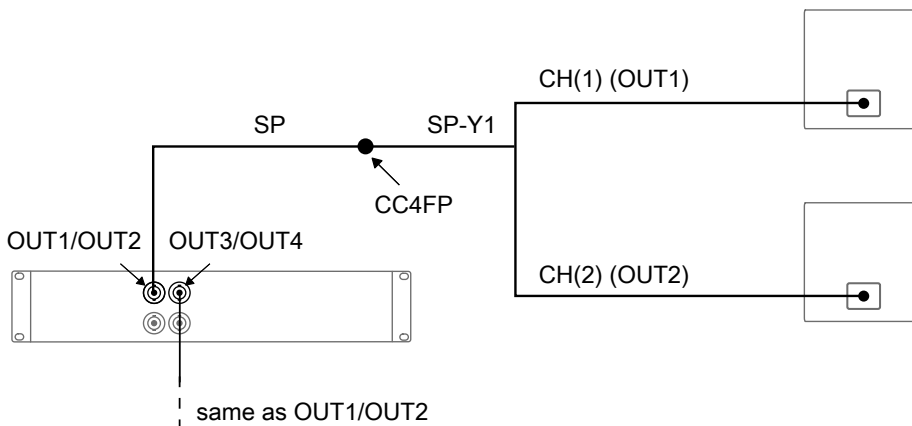 CH(1) (OUT1)
SP
SP-Y1
CC4FP
OUT1/OUT2
OUT3/OUT4
CH(2) (OUT2)
same as OUT1/OUT2